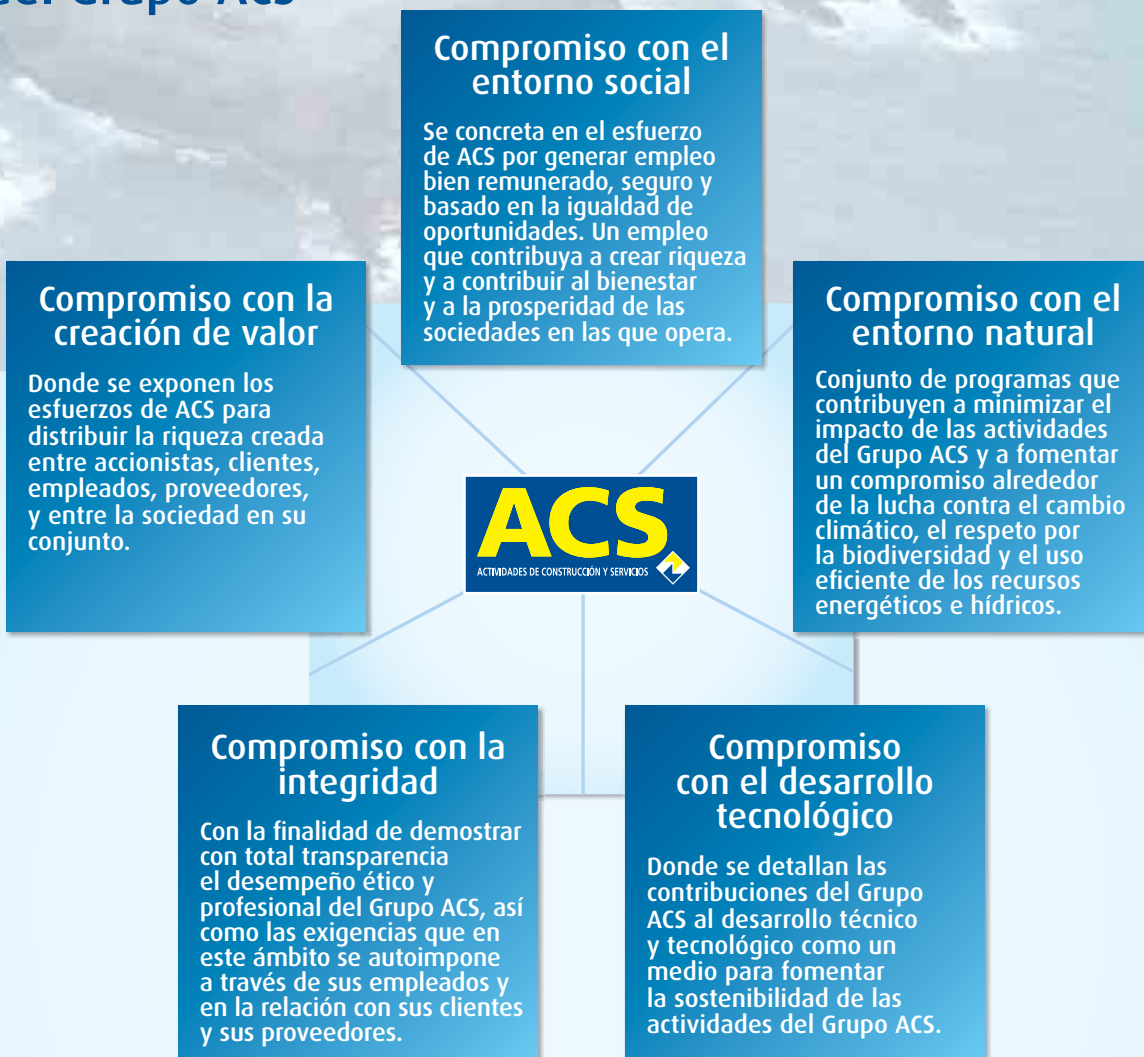 Grupo ACS
Compromiso con el
entorno social
Se concreta en el esfuerzo
de ACS por generar empleo
bien remunerado, seguro y
basado en la igualdad de
oportunidades. Un empleo
que contribuya a crear riqueza
y a contribuir al bienestar
y a la prosperidad de las
sociedades en las que opera.
Compromiso con la
creación de valor
Donde se exponen los
esfuerzos de ACS para
distribuir la riqueza creada
entre accionistas, clientes,
empleados, proveedores,
y entre la sociedad en su
conjunto.
Compromiso con el
entorno natural
Conjunto de programas que
contribuyen a minimizar el
impacto de las actividades
del Grupo ACS y a fomentar
un compromiso alrededor
de la lucha contra el cambio
climático, el respeto por
la biodiversidad y el uso
eficiente de los recursos
energéticos e hídricos.
ACS
ACTIVIDADES DE CONSTRUCCIÓN Y SERVICIOS
Compromiso con la
integridad
Con la finalidad de demostrar
con total transparencia
el desempeño ético y
profesional del Grupo ACS, así
como las exigencias que en
este ámbito se autoimpone
a través de sus empleados y
en la relación con sus clientes
y sus proveedores.
Compromiso
con el desarrollo
tecnológico
Donde se detallan las
contribuciones del Grupo
ACS al desarrollo técnico
y tecnológico como un
medio para fomentar
la sostenibilidad de las
actividades del Grupo ACS.